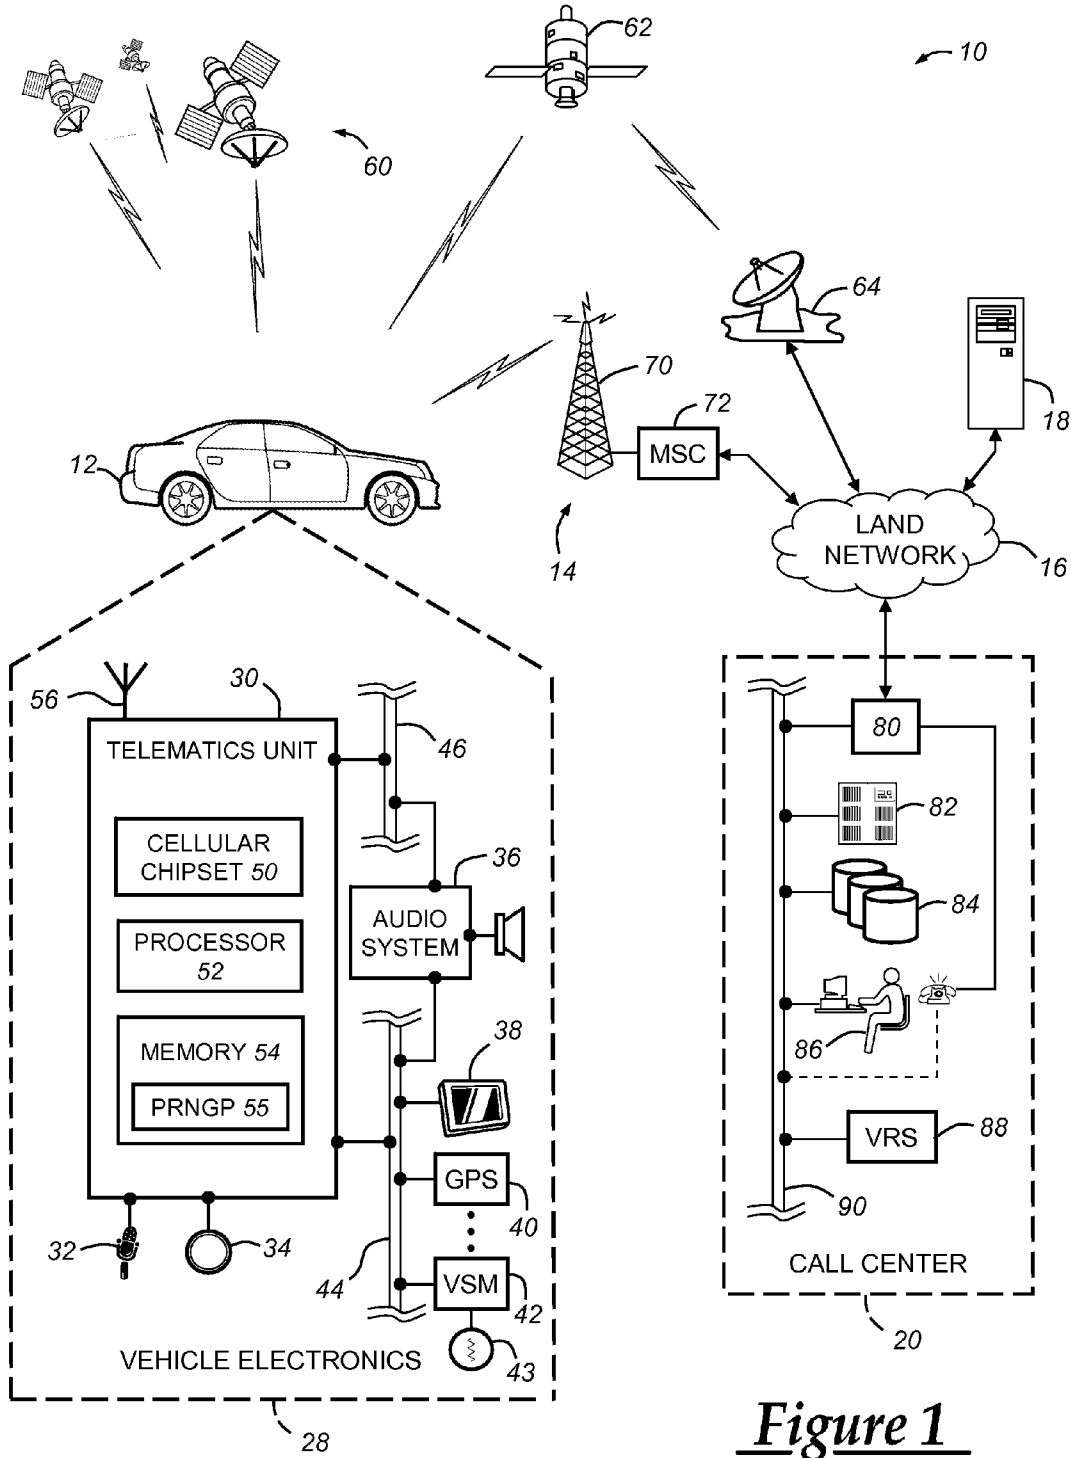 62
10
60
64
70
18
72
MSC
12
LAND
NETWORK
14
16
56
30
46
TELEMATICS UNIT
80
CELLULAR
CHIPSET 50
82
36
AUDIO
SYSTEM
84
PROCESSOR
52
38
86
MEMORY 54
PRNGP 55
VRS
88
GPS
40
90
32
34
44
VSM
42
CALL CENTER
43
20
VEHICLE ELECTRONICS
28
Figure 1